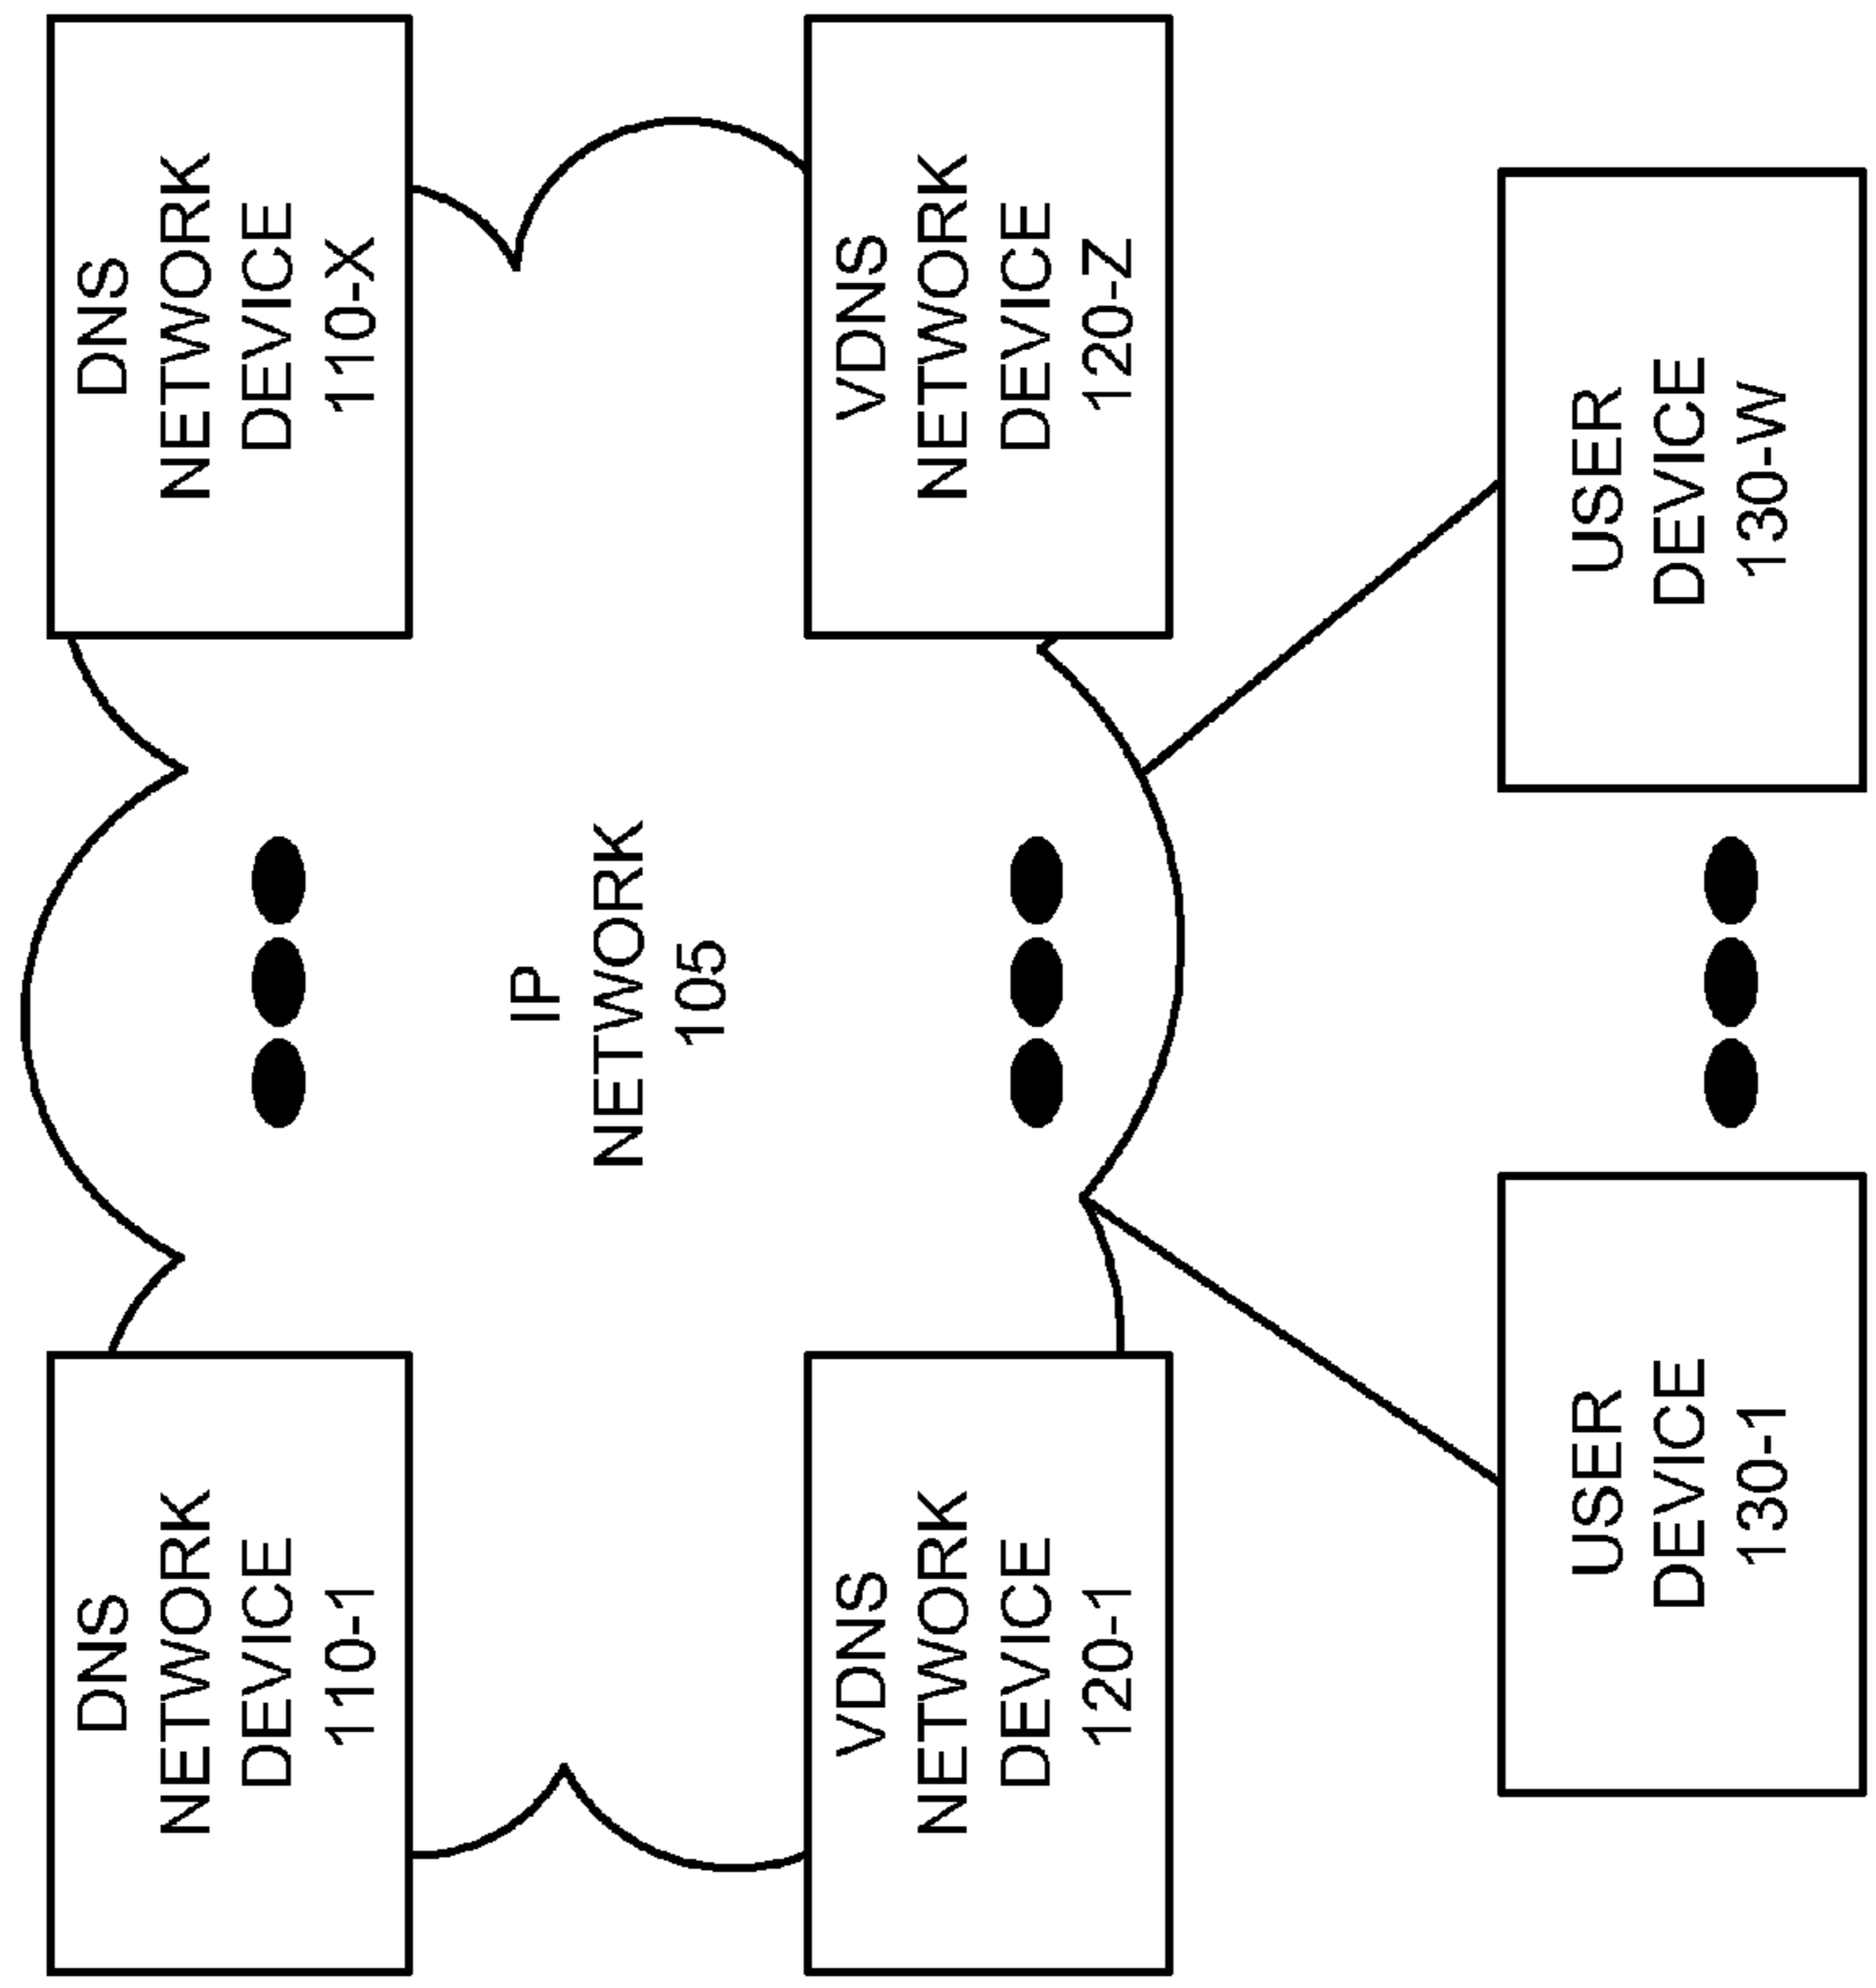 DNS
NETWORK
DEVICE
110-1
DNS
NETWORK
DEVICE
110-X
IP
NETWORK
105
VDNS
NETWORK
DEVICE
120-1
VDNS
NETWORK
DEVICE
120-Z
USER
DEVICE
130-1
USER
DEVICE
130-W